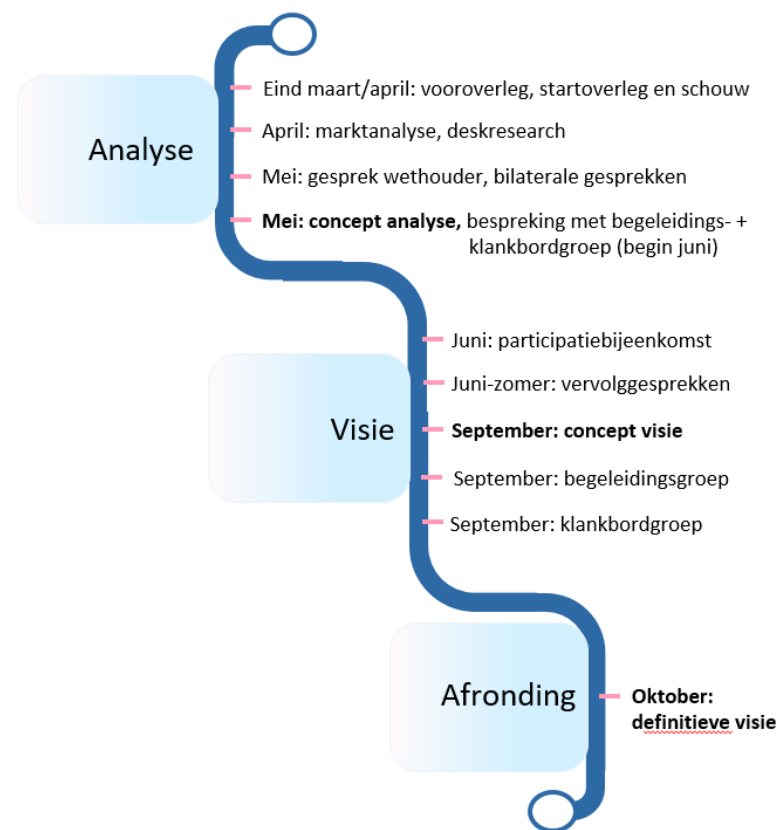 Analyse
Eind maart/april: vooroverleg, startoverleg en schouw
April: marktanalyse, deskresearch
Mei: gesprek wethouder, bilaterale gesprekken
Mei: concept analyse, bespreking met begeleidings- +
klankbordgroep (begin juni)
Visie
Juni: participatiebijeenkomst
Juni-zomer: vervolggesprekken
September: concept visie
September: begeleidingsgroep
September: klankbordgroep
Afronding
Oktober:
definitieve visie